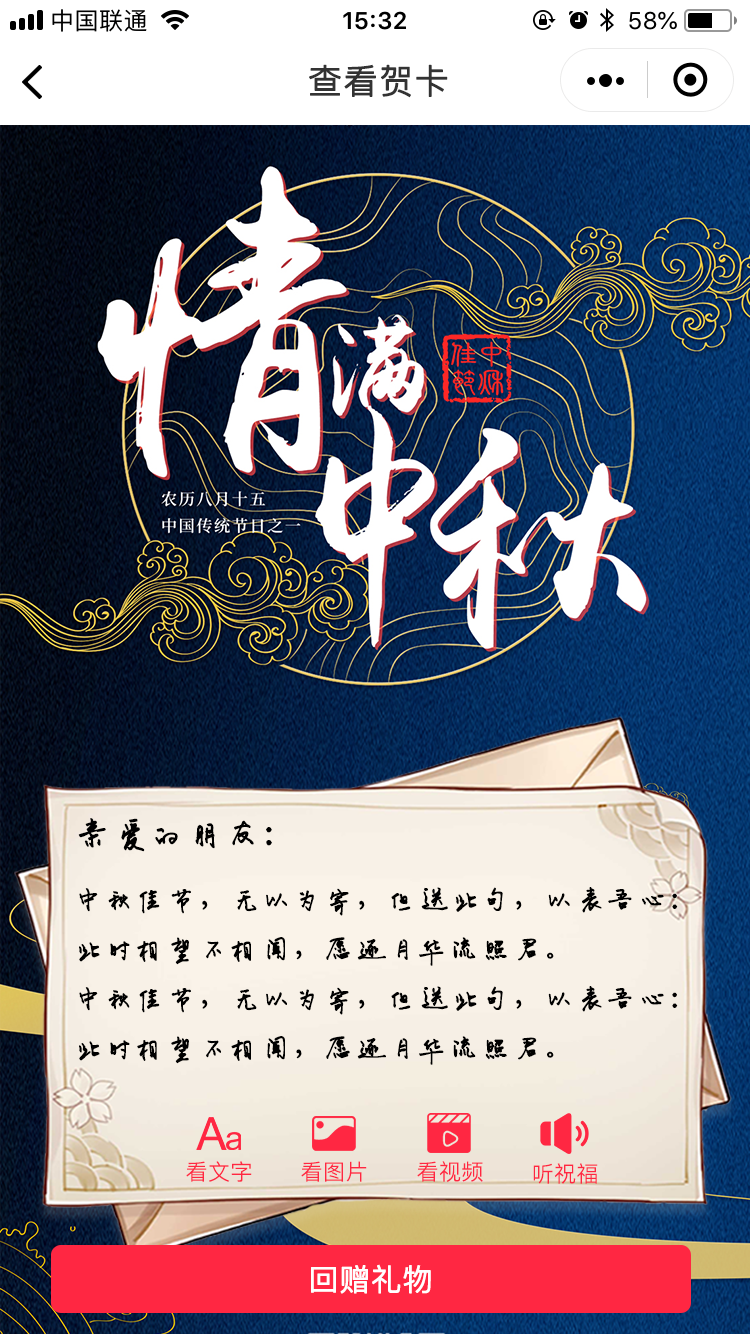 中国联通
15:32
58%
查看贺卡
情满中秋
中秋佳节
农历八月十五
中国传统节日之一
亲爱的朋友：
中秋佳节，无以为寄，但送此句，以表吾心：
此时相望不相闻，愿逐月华流照君。
中秋佳节，无以为寄，但送此句，以表吾心：
此时相望不相闻，愿逐月华流照君。
Aa
看文字 看图片 看视频 听祝福
回赠礼物